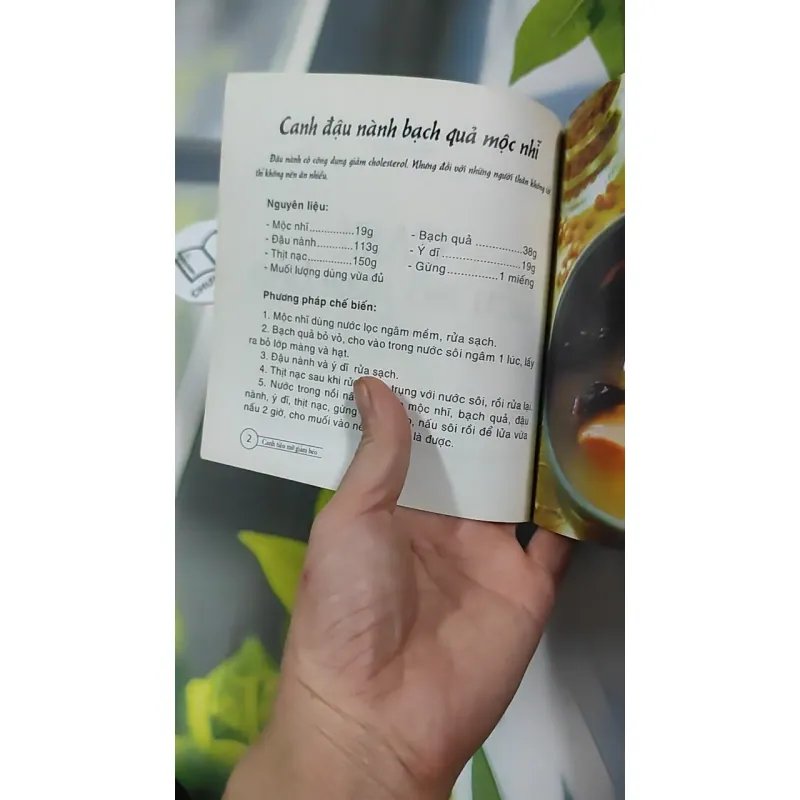 Canh đậu nành bạch quả mộc nhĩ
Đậu nành có công dụng giảm cholesterol. Nhưng đối với những người thận không
thì không nên ăn nhiều.
Nguyên liệu:
- Mộc nhĩ...............19g
- Đậu nành.............113g
- Thịt nạc...............150g
- Muối lượng dùng vừa đủ
- Bạch quả ..............38g
- Ý dĩ ........................19g
- Gừng................1 miếng
Phương pháp chế biến:
1. Mộc nhĩ dùng nước lọc ngâm mềm, rửa sạch.
2. Bạch quả bỏ vỏ, cho vào trong nước sôi ngâm 1 lúc, lấy
ra bỏ lớp màng và hạt.
3. Đậu nành và ý dĩ rửa sạch.
4. Thịt nạc sau khi trụng với nước sôi, rồi rửa lại.
5. Nước trong nồi mộc nhĩ, bạch quả, đậu
nành, ý dĩ, thịt nạc, gừng nấu sôi rồi để lửa vừa
nấu 2 giờ, cho muối vào là được.
2 Canh tiêu mỡ giảm béo
CHU